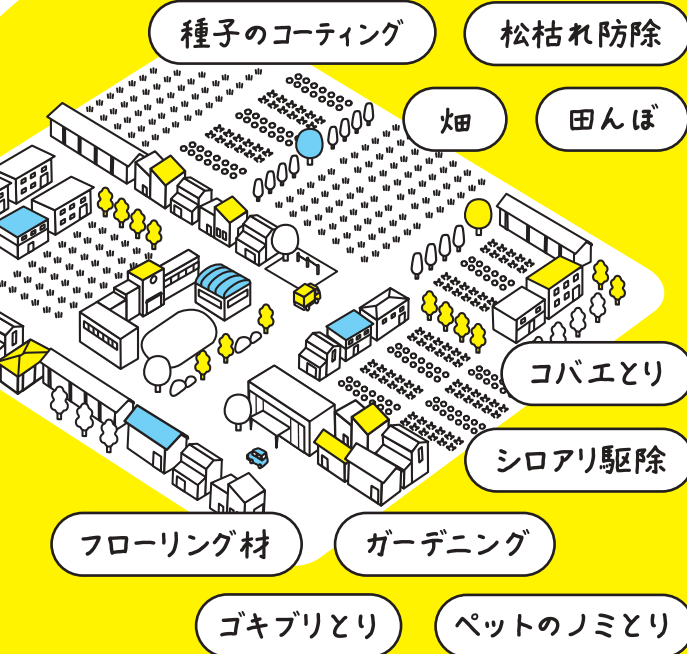 種子のコーティング
松枯れ防除
畑
田んぼ
コバエとり
シロアリ駆除
フローリング材
ガーデニング
ゴキブリとり
ペットのノミとり